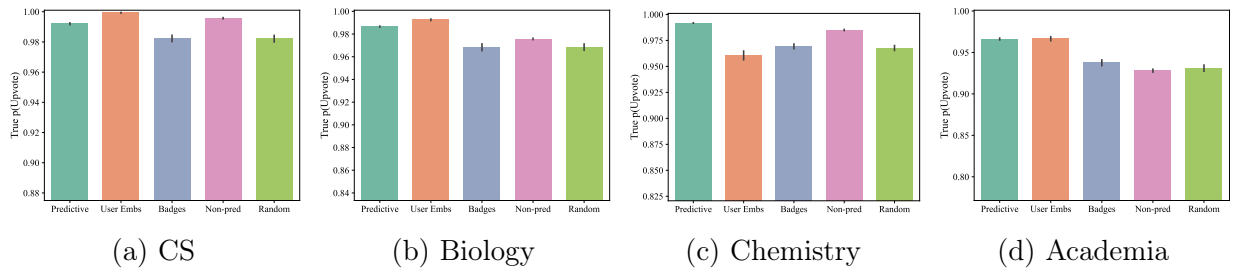 True p(Upvote)
1.00
0.98
0.96
0.94
0.92
0.90
0.88
Predictive User Embs Badges Non-pred Random
(a) CS
True p(Upvote)
1.00
0.98
0.96
0.94
0.92
0.90
0.88
0.86
0.84
Predictive User Embs Badges Non-pred Random
(b) Biology
True p(Upvote)
1.000
0.975
0.950
0.925
0.900
0.875
0.850
0.825
Predictive User Embs Badges Non-pred Random
(c) Chemistry
True p(Upvote)
1.00
0.95
0.90
0.85
0.80
Predictive User Embs Badges Non-pred Random
(d) Academia